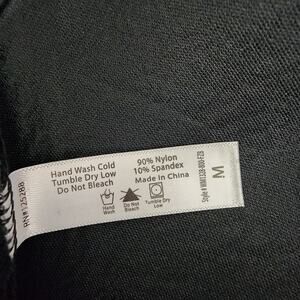 RN#125280
Hand Wash Cold
Tumble Dry Low
Do Not Bleach
Hand
Wash
Do Not
Bleach
Tumble Dry
Low
90% Nylon
10% Spandex
Made in China
M